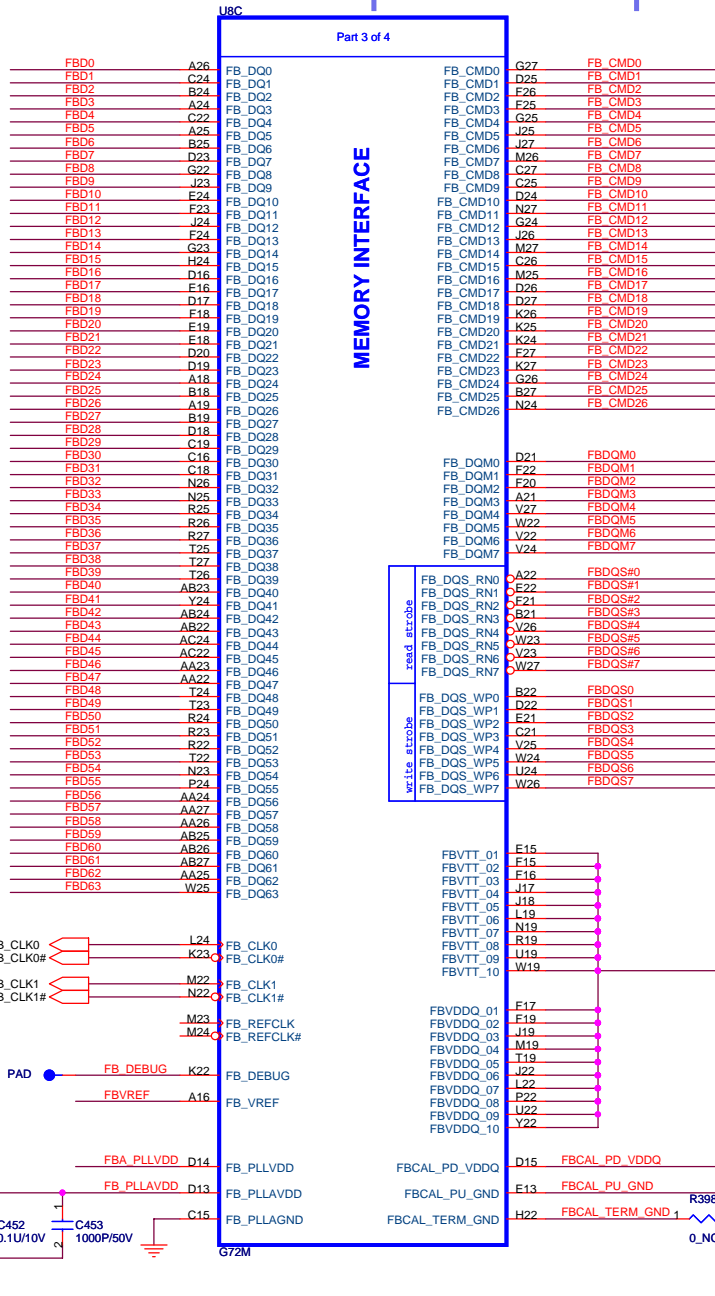 U8C
Part 3 of 4
MEMORY INTERFACE
FBD0 A26 FB_DQ0 FB_CMD0 G27 FB_CMD0
FBD1 C24 FB_DQ1 FB_CMD1 D25 FB_CMD1
FBD2 B24 FB_DQ2 FB_CMD2 F26 FB_CMD2
FBD3 A24 FB_DQ3 FB_CMD3 F25 FB_CMD3
FBD4 C22 FB_DQ4 FB_CMD4 G25 FB_CMD4
FBD5 A25 FB_DQ5 FB_CMD5 J25 FB_CMD5
FBD6 B25 FB_DQ6 FB_CMD6 J27 FB_CMD6
FBD7 D23 FB_DQ7 FB_CMD7 M26 FB_CMD7
FBD8 G22 FB_DQ8 FB_CMD8 C27 FB_CMD8
FBD9 J23 FB_DQ9 FB_CMD9 C25 FB_CMD9
FBD10 E24 FB_DQ10 FB_CMD10 D24 FB_CMD10
FBD11 F23 FB_DQ11 FB_CMD11 N27 FB_CMD11
FBD12 J24 FB_DQ12 FB_CMD12 G24 FB_CMD12
FBD13 F24 FB_DQ13 FB_CMD13 J26 FB_CMD13
FBD14 G23 FB_DQ14 FB_CMD14 M27 FB_CMD14
FBD15 H24 FB_DQ15 FB_CMD15 C26 FB_CMD15
FBD16 D16 FB_DQ16 FB_CMD16 M25 FB_CMD16
FBD17 E16 FB_DQ17 FB_CMD17 D26 FB_CMD17
FBD18 D17 FB_DQ18 FB_CMD18 D27 FB_CMD18
FBD19 F18 FB_DQ19 FB_CMD19 K26 FB_CMD19
FBD20 E19 FB_DQ20 FB_CMD20 K25 FB_CMD20
FBD21 E18 FB_DQ21 FB_CMD21 K24 FB_CMD21
FBD22 D20 FB_DQ22 FB_CMD22 F27 FB_CMD22
FBD23 D19 FB_DQ23 FB_CMD23 K27 FB_CMD23
FBD24 A18 FB_DQ24 FB_CMD24 G26 FB_CMD24
FBD25 B18 FB_DQ25 FB_CMD25 B27 FB_CMD25
FBD26 A19 FB_DQ26 FB_CMD26 N24 FB_CMD26
FBD27 B19 FB_DQ27
FBD28 D18 FB_DQ28
FBD29 C19 FB_DQ29
FBD30 C16 FB_DQ30 FB_DQM0 D21 FBDQM0
FBD31 C18 FB_DQ31 FB_DQM1 F22 FBDQM1
FBD32 N26 FB_DQ32 FB_DQM2 F20 FBDQM2
FBD33 N25 FB_DQ33 FB_DQM3 A21 FBDQM3
FBD34 R25 FB_DQ34 FB_DQM4 V27 FBDQM4
FBD35 R26 FB_DQ35 FB_DQM5 W22 FBDQM5
FBD36 R27 FB_DQ36 FB_DQM6 V22 FBDQM6
FBD37 T25 FB_DQ37 FB_DQM7 V24 FBDQM7
FBD38 T27 FB_DQ38
read strobe
FBD39 T26 FB_DQ39 FB_DQS_RN0 A22 FBDQS#0
FBD40 AB23 FB_DQ40 FB_DQS_RN1 E22 FBDQS#1
FBD41 Y24 FB_DQ41 FB_DQS_RN2 F21 FBDQS#2
FBD42 AB24 FB_DQ42 FB_DQS_RN3 B21 FBDQS#3
FBD43 AB22 FB_DQ43 FB_DQS_RN4 V26 FBDQS#4
FBD44 AC24 FB_DQ44 FB_DQS_RN5 W23 FBDQS#5
FBD45 AC22 FB_DQ45 FB_DQS_RN6 V23 FBDQS#6
FBD46 AA23 FB_DQ46 FB_DQS_RN7 W27 FBDQS#7
FBD47 AA22 FB_DQ47
write strobe
FBD48 T24 FB_DQ48 FB_DQS_WP0 B22 FBDQS0
FBD49 T23 FB_DQ49 FB_DQS_WP1 D22 FBDQS1
FBD50 R24 FB_DQ50 FB_DQS_WP2 E21 FBDQS2
FBD51 R23 FB_DQ51 FB_DQS_WP3 C21 FBDQS3
FBD52 R22 FB_DQ52 FB_DQS_WP4 V25 FBDQS4
FBD53 T22 FB_DQ53 FB_DQS_WP5 W24 FBDQS5
FBD54 N23 FB_DQ54 FB_DQS_WP6 U24 FBDQS6
FBD55 P24 FB_DQ55 FB_DQS_WP7 W26 FBDQS7
FBD56 AA24 FB_DQ56
FBD57 AA27 FB_DQ57
FBD58 AA26 FB_DQ58
FBD59 AB25 FB_DQ59
FBD60 AB26 FB_DQ60 FBVTT_01 E15
FBD61 AB27 FB_DQ61 FBVTT_02 F15
FBD62 AA25 FB_DQ62 FBVTT_03 F16
FBD63 W25 FB_DQ63 FBVTT_04 J17
FBVTT_05 J18
FBVTT_06 L19
FBVTT_07 N19
B_CLK0 L24 FB_CLK0 FBVTT_08 R19
B_CLK0# K23 FB_CLK0# FBVTT_09 U19
FBVTT_10 W19
B_CLK1 M22 FB_CLK1
B_CLK1# N22 FB_CLK1#
FBVDDQ_01 F17
M23 FB_REFCLK FBVDDQ_02 F19
M24 FB_REFCLK# FBVDDQ_03 J19
FBVDDQ_04 M19
FBVDDQ_05 T19
PAD FB_DEBUG K22 FB_DEBUG FBVDDQ_06 J22
FBVDDQ_07 L22
FBVREF A16 FB_VREF FBVDDQ_08 P22
FBVDDQ_09 U22
FBVDDQ_10 Y22
FBA_PLLVDD D14 FB_PLLVDD FBCAL_PD_VDDQ D15 FBCAL_PD_VDDQ
FB_PLLAVDD D13 FB_PLLAVDD FBCAL_PU_GND E13 FBCAL_PU_GND
C15 FB_PLLAGND FBCAL_TERM_GND H22 FBCAL_TERM_GND 1
R398
0_NO
1
C452 C453
0.1U/10V 1000P/50V
2
G72M